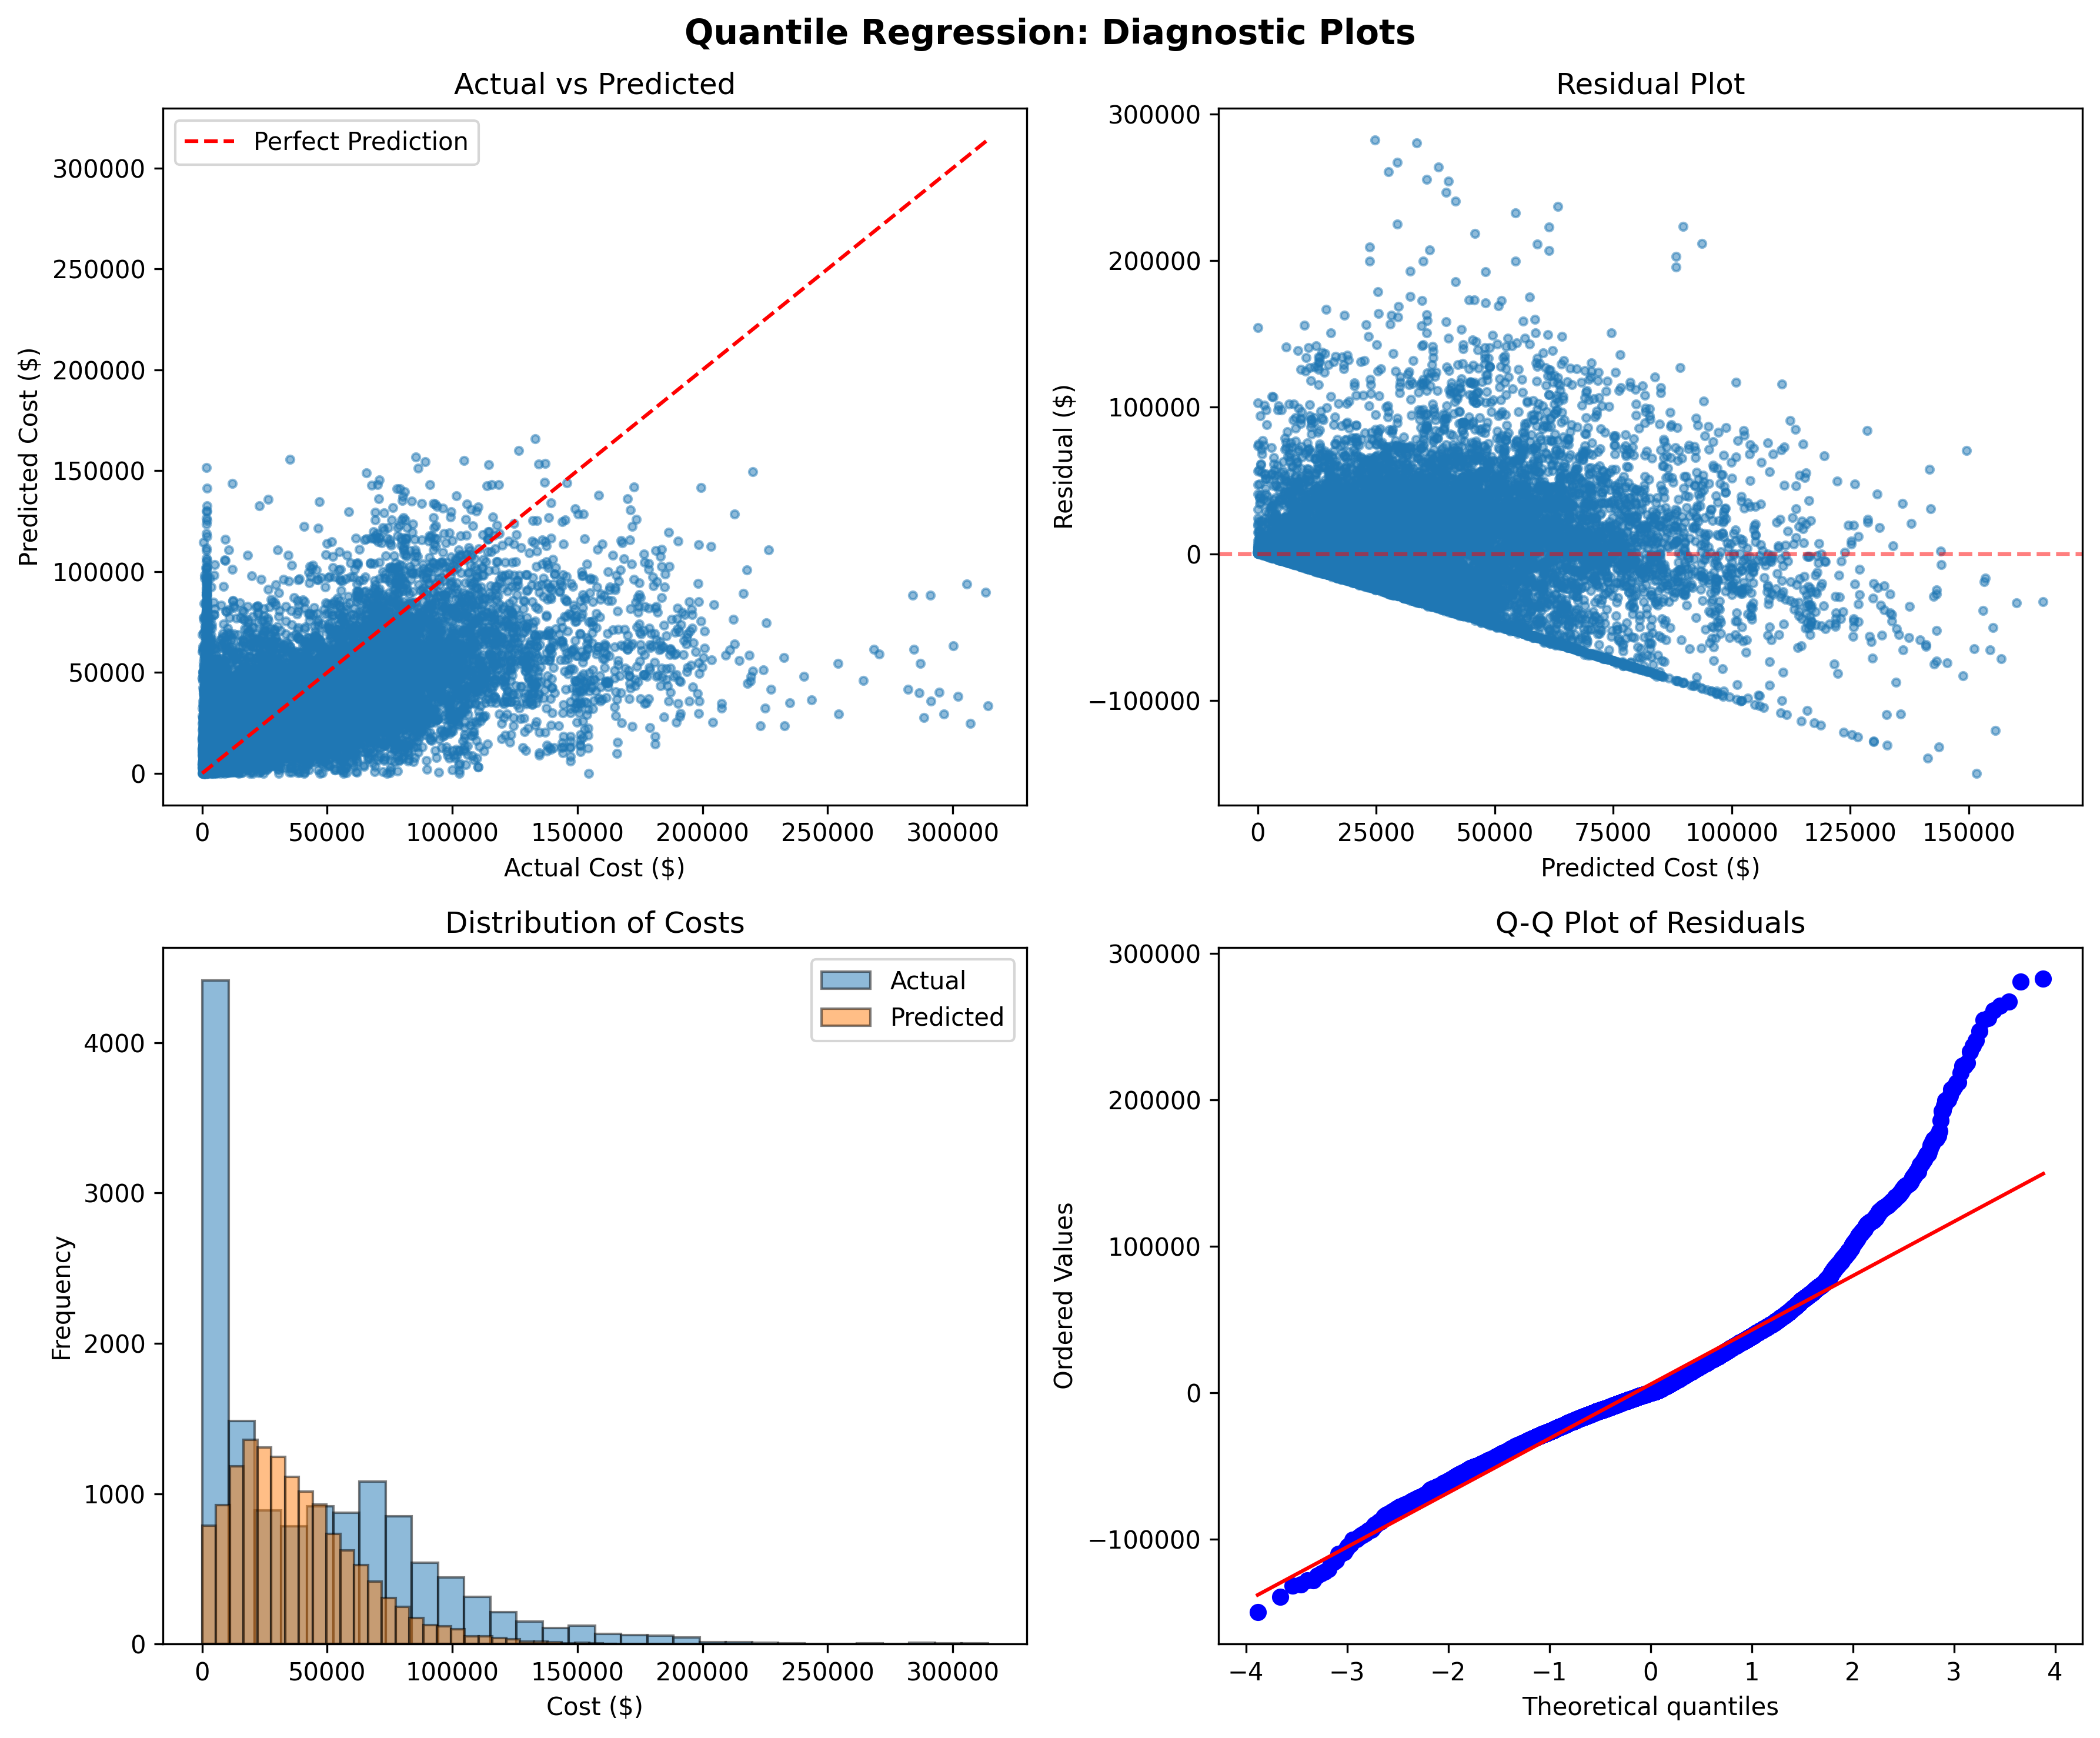 Quantile Regression: Diagnostic Plots
Actual vs Predicted
Perfect Prediction
Predicted Cost ($)
300000
250000
200000
150000
100000
50000
0
0 50000 100000 150000 200000 250000 300000
Actual Cost ($)
Residual Plot
Residual ($)
300000
200000
100000
0
−100000
0 25000 50000 75000 100000 125000 150000
Predicted Cost ($)
Distribution of Costs
Actual
Predicted
Frequency
4000
3000
2000
1000
0
0 50000 100000 150000 200000 250000 300000
Cost ($)
Q-Q Plot of Residuals
Ordered Values
300000
200000
100000
0
−100000
−4 −3 −2 −1 0 1 2 3 4
Theoretical quantiles